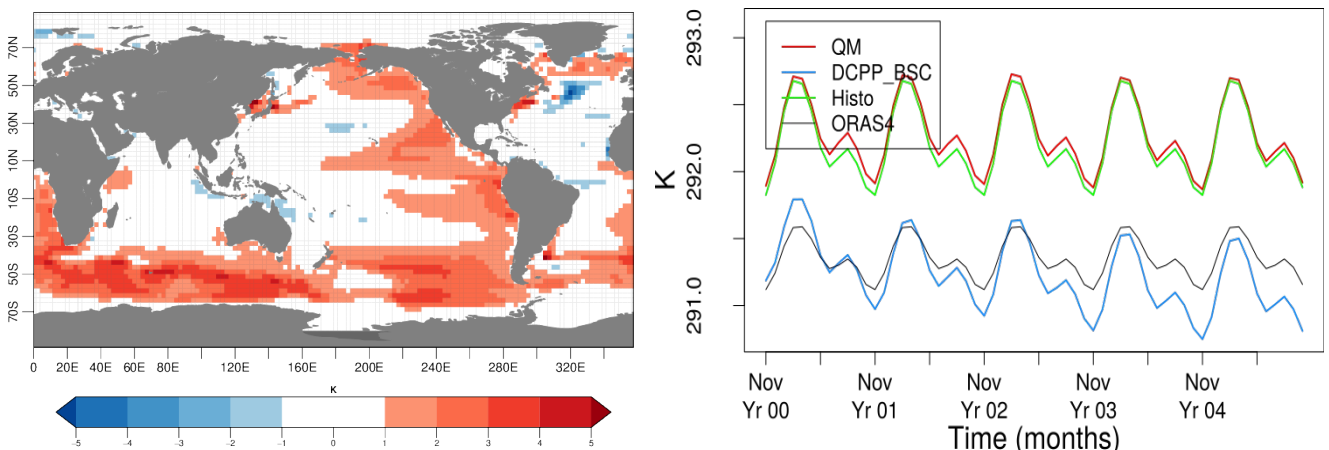 70N
50N
30N
10N
10S
30S
50S
70S
0 20E 40E 60E 80E 120E 160E 200E 240E 280E 320E
K
-5 -4 -3 -2 -1 0 1 2 3 4 5
293.0
292.0
291.0
K
QM
DCPP_BSC
Histo
ORAS4
Nov Nov Nov Nov Nov
Yr 00 Yr 01 Yr 02 Yr 03 Yr 04
Time (months)